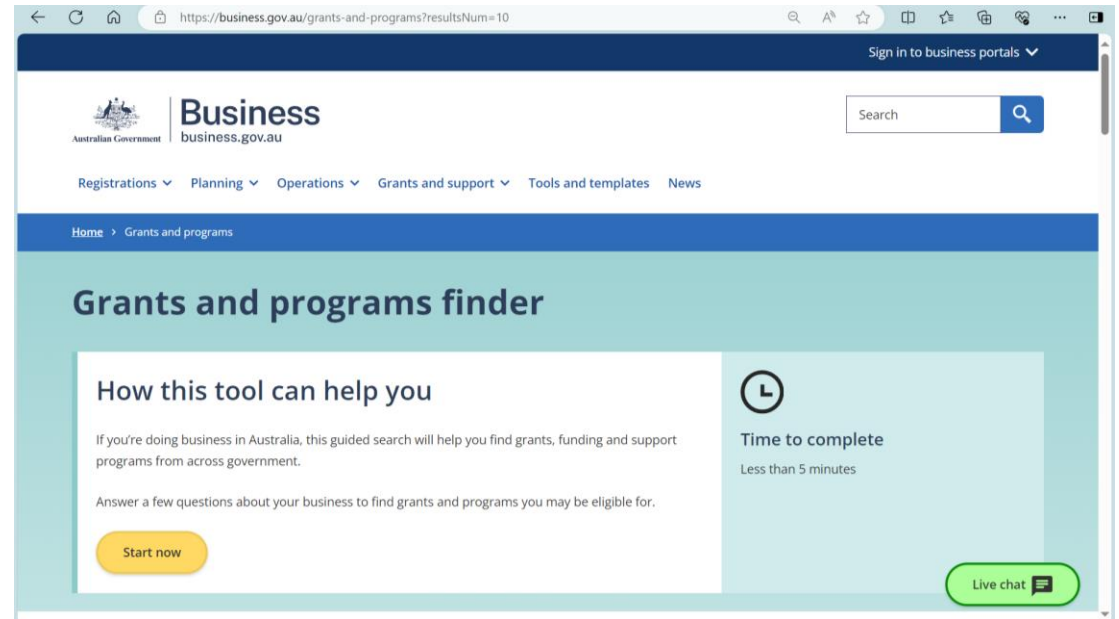 https://business.gov.au/grants-and-programs?resultsNum=10
Sign in to business portals
Australian Government
Business
business.gov.au
Search
Registrations Planning Operations Grants and support Tools and templates News
Home > Grants and programs
Grants and programs finder
How this tool can help you
If you're doing business in Australia, this guided search will help you find grants, funding and support
programs from across government.
Answer a few questions about your business to find grants and programs you may be eligible for.
Start now
Time to complete
Less than 5 minutes
Live chat